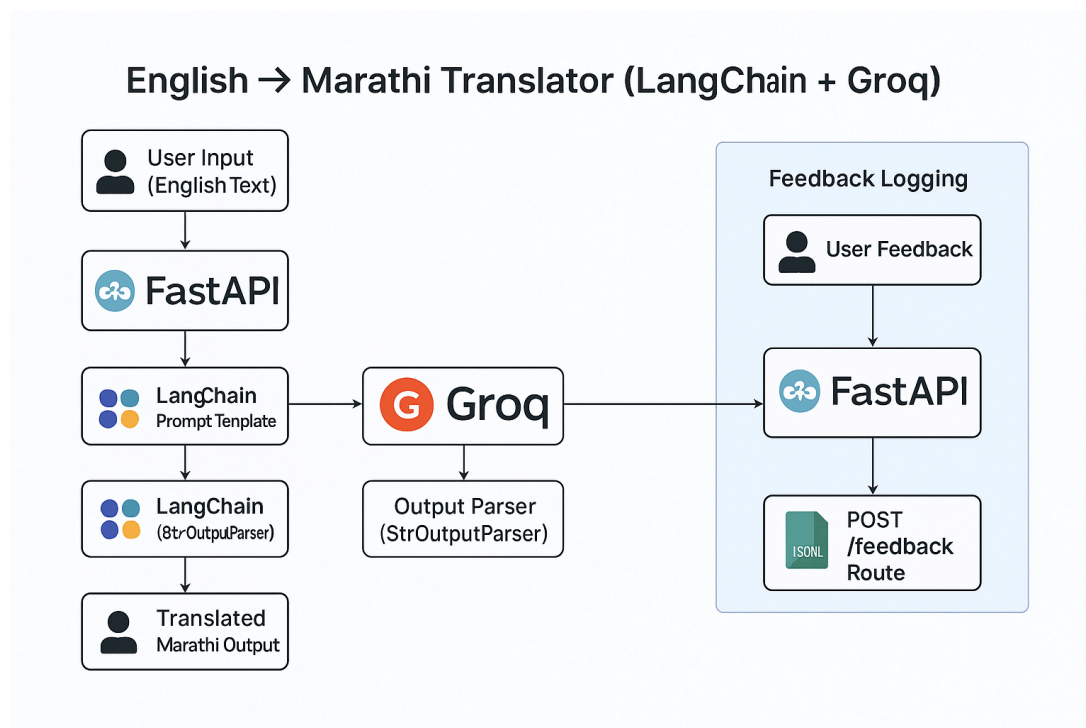 English → Marathi Translator (LangChain + Groq)
User Input
(English Text)
FastAPI
LangChain
Prompt Tenplate
LangChain
(8trOutpulParser)
Translated
Marathi Output
G Groq
Output Parser
(StrOutputParser)
Feedback Logging
User Feedback
FastAPI
ISONL
POST
/feedback
Route